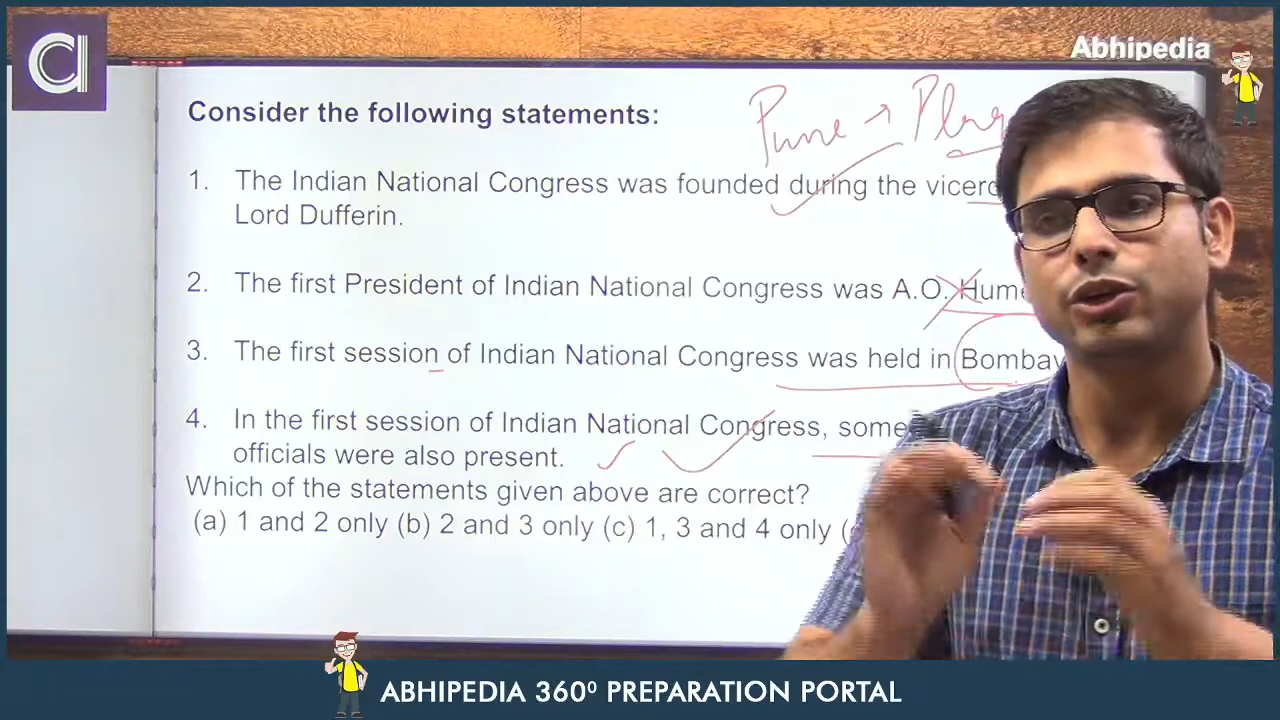 Abhipedia
Consider the following statements:
Pune →
1. The Indian National Congress was founded during the
Lord Dufferin.
2. The first President of Indian National Congress was A.O.
3. The first session of Indian National Congress was held in Bombay
4. In the first session of Indian National Congress, some
officials were also present.
Which of the statements given above are correct?
(a) 1 and 2 only (b) 2 and 3 only (c) 1, 3 and 4 only
ABHIPEDIA 360⁰ PREPARATION PORTAL